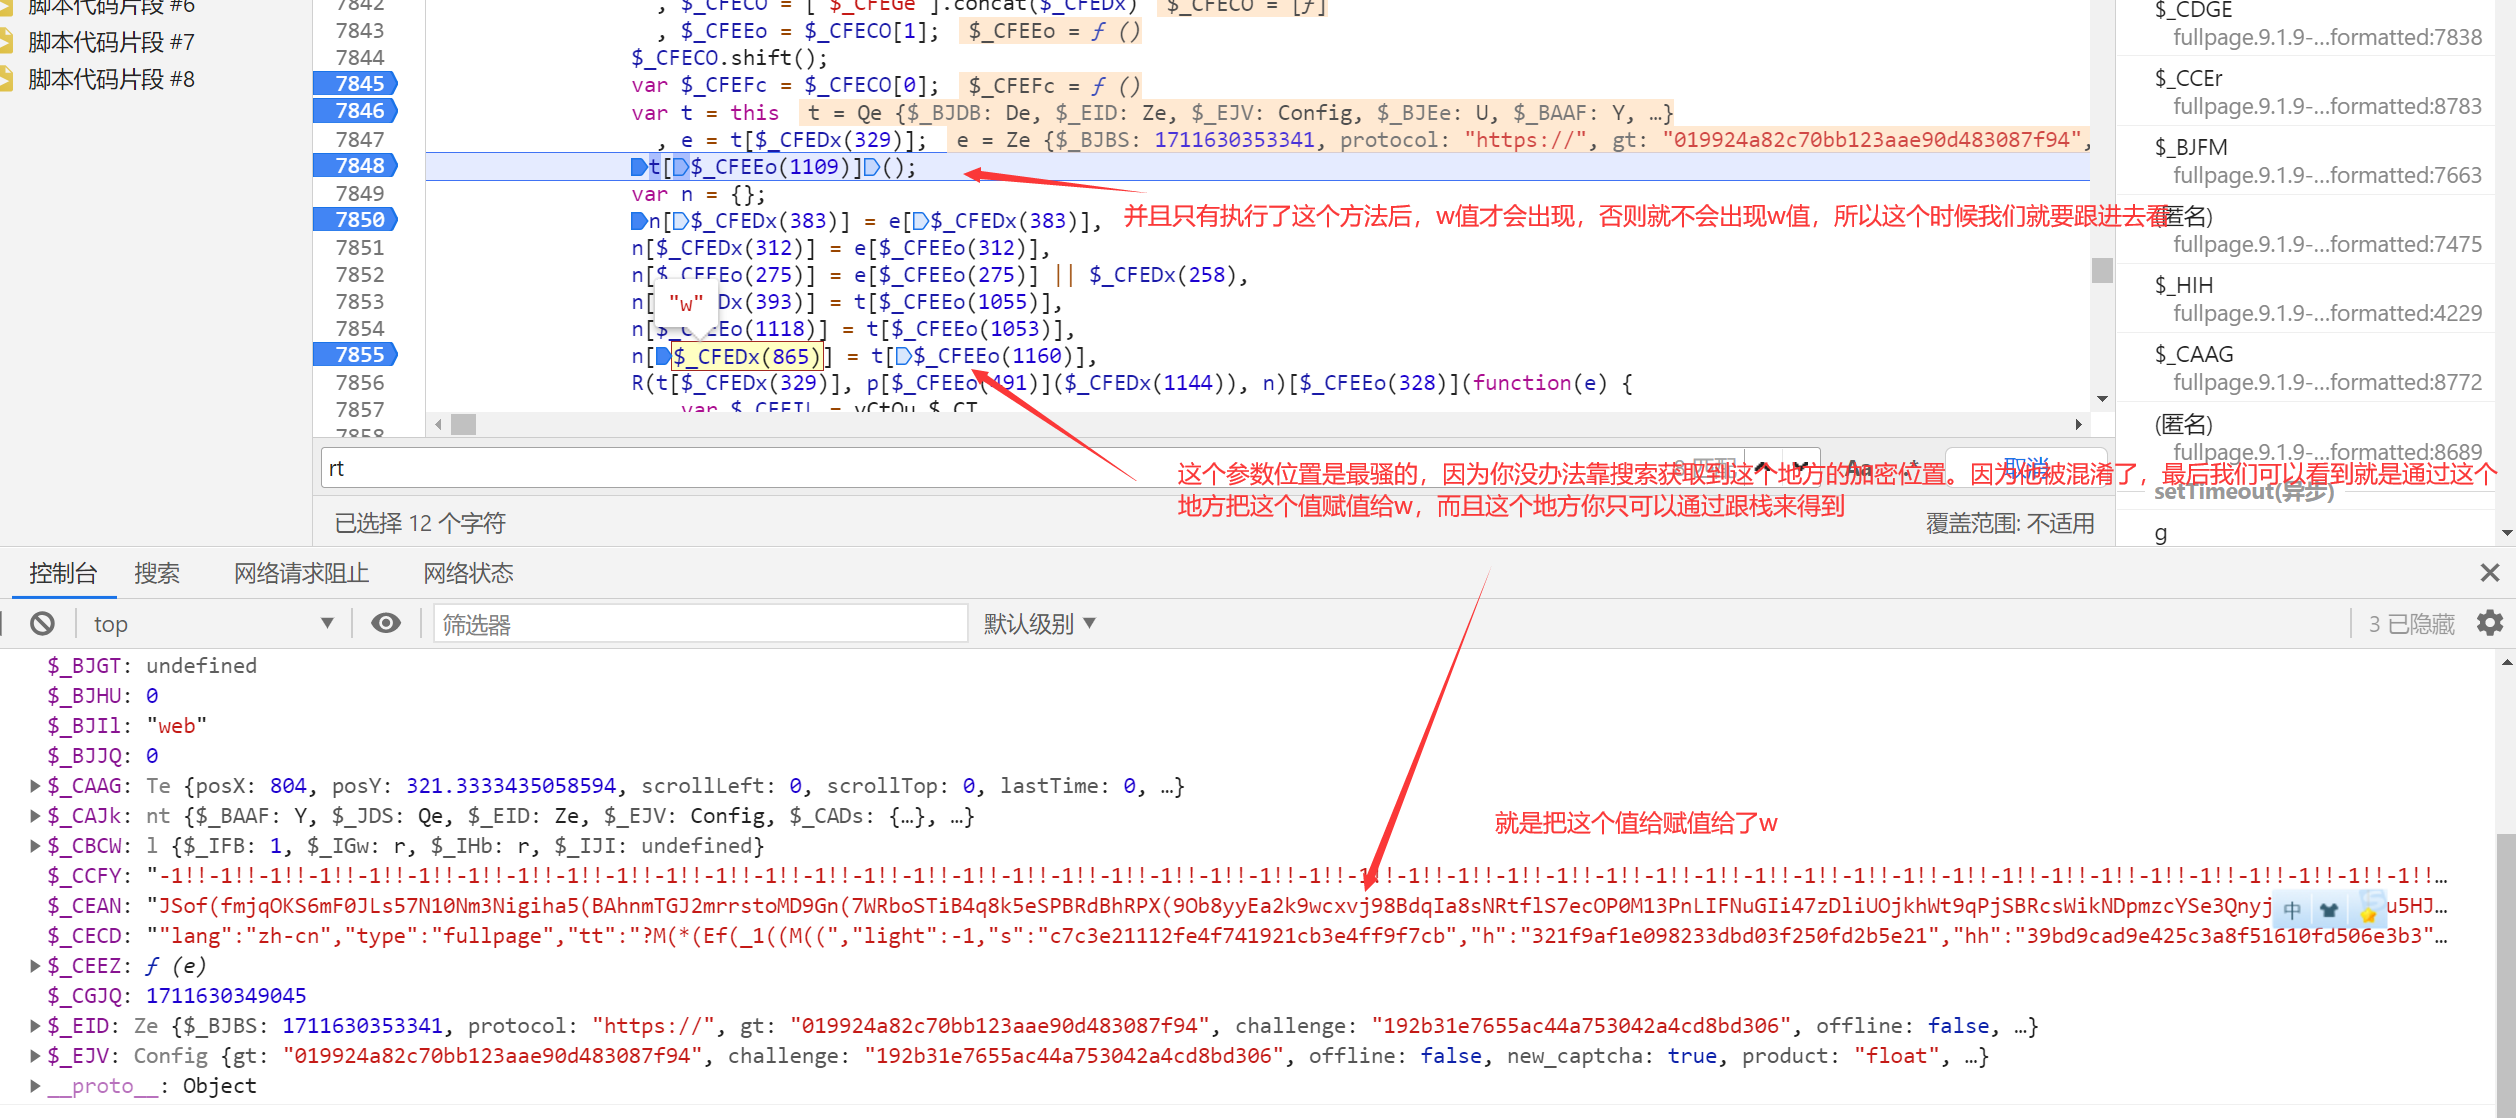 脚本代码片段 #6
脚本代码片段 #7
脚本代码片段 #8
7842 , $_CFECO = ["$_CFEGe"].concat($_CFEDx) $_CFECO = [ƒ]
7843 , $_CFEEo = $_CFECO[1]; $_CFEEo = ƒ ()
7844 $_CFECO.shift();
7845 var $_CFEFc = $_CFECO[0]; $_CFEFc = ƒ ()
7846 var t = this t = Qe {$_BJDB: De, $_EID: Ze, $_EJV: Config, $_BJEe: U, $_BAAF: Y, …}
7847 , e = t[$_CFEDx(329)]; e = Ze {$_BJBS: 1711630353341, protocol: "https://", gt: "019924a82c70bb123aae90d483087f94",
7848 t[$_CFEEo(1109)]();
7849 var n = {};
7850 n[$_CFEDx(383)] = e[$_CFEDx(383)],
并且只有执行了这个方法后，w值才会出现，否则就不会出现w值，所以这个时候我们就要跟进去看
7851 n[$_CFEDx(312)] = e[$_CFEEo(312)],
7852 n[$_CFEEo(275)] = e[$_CFEEo(275)] || $_CFEDx(258),
7853 n[ Dx(393)] = t[$_CFEEo(1055)],
"w"
7854 n[$_CFEEo(1118)] = t[$_CFEEo(1053)],
7855 n[$_CFEDx(865)] = t[$_CFEEo(1160)],
7856 R(t[$_CFEDx(329)], p[$_CFEEo(491)]($_CFEDx(1144)), n)[$_CFEEo(328)](function(e) {
7857
7858
$_CDGE
fullpage.9.1.9-…formatted:7838
$_CCEr
fullpage.9.1.9-…formatted:8783
$_BJFM
fullpage.9.1.9-…formatted:7663
(匿名)
fullpage.9.1.9-…formatted:7475
$_HIH
fullpage.9.1.9-…formatted:4229
$_CAAG
fullpage.9.1.9-…formatted:8772
(匿名)
fullpage.9.1.9-…formatted:8689
setTimeout(异步)
g
rt
Aa
.*
取消
这个参数位置是最骚的，因为你没办法靠搜索获取到这个地方的加密位置。因为他被混淆了，最后我们可以看到就是通过这个
地方把这个值赋值给w，而且这个地方你只可以通过跟栈来得到
已选择 12 个字符
覆盖范围: 不适用
控制台 搜索 网络请求阻止 网络状态
top
筛选器
默认级别
3 已隐藏
$_BJGT: undefined
$_BJHU: 0
$_BJIl: "web"
$_BJJQ: 0
$_CAAG: Te {posX: 804, posY: 321.3333435058594, scrollLeft: 0, scrollTop: 0, lastTime: 0, …}
$_CAJk: nt {$_BAAF: Y, $_JDS: Qe, $_EID: Ze, $_EJV: Config, $_CADs: {…}, …}
就是把这个值给赋值给了w
$_CBCW: l {$_IFB: 1, $_IGw: r, $_IHb: r, $_IJI: undefined}
$_CCFY: "-1!!-1!!-1!!-1!!-1!!-1!!-1!!-1!!-1!!-1!!-1!!-1!!-1!!-1!!-1!!-1!!-1!!-1!!-1!!-1!!-1!!-1!!-1!!-1!!-1!!-1!!-1!!-1!!-1!!-1!!-1!!-1!!-1!!-1!!-1!!-1!!-1!!-1!!-1!!-1!!-1!!-1!!-1!!-1!!-1!!…
$_CEAN: "JSof(fmjqOKS6mF0JLs57N10Nm3Nigiha5(BAhnmTGJ2mrrstoMD9Gn(7WRboSTiB4q8k5eSPBRdBhRPX(9Ob8yyEa2k9wcxvj98BdqIa8sNRtflS7ecOP0M13PnLIFNuGIi47zDliUOjkhWt9qPjSBRcsWikNDpmzcYSe3Qnyj 中 u5HJ…
$_CECD: ""lang":"zh-cn","type":"fullpage","tt":"?M(*(Ef(_1((M((","light":-1,"s":"c7c3e21112fe4f741921cb3e4ff9f7cb","h":"321f9af1e098233dbd03f250fd2b5e21","hh":"39bd9cad9e425c3a8f51610fd506e3b3"…
$_CEEZ: ƒ (e)
$_CGJQ: 1711630349045
$_EID: Ze {$_BJBS: 1711630353341, protocol: "https://", gt: "019924a82c70bb123aae90d483087f94", challenge: "192b31e7655ac44a753042a4cd8bd306", offline: false, …}
$_EJV: Config {gt: "019924a82c70bb123aae90d483087f94", challenge: "192b31e7655ac44a753042a4cd8bd306", offline: false, new_captcha: true, product: "float", …}
__proto__: Object